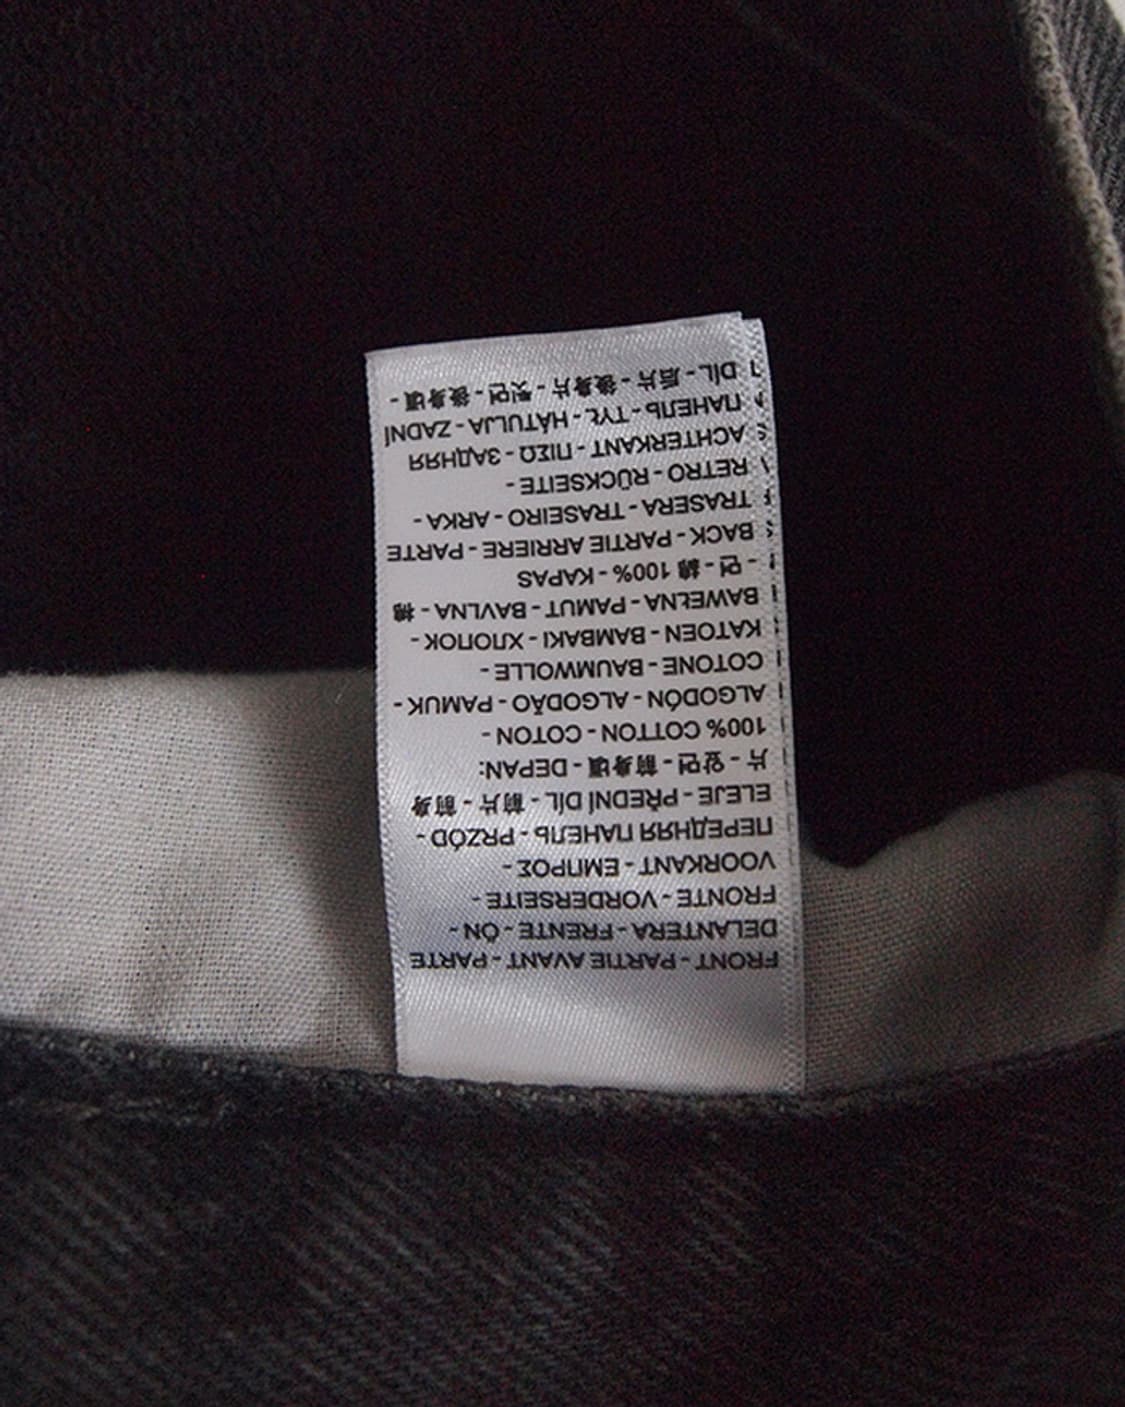 FRONT - PARTIE AVANT - PARTE
DELANTERA - FRENTE - ÖN -
FRONTE - VORDERSEITE -
VOORKANT - ΕΜΠΡΟΣ -
ПЕРЕДНЯЯ ПАНЕЛЬ - PRZÓD -
ELEJE - PŘEDNÍ DÍL - 前片 - 前身
片 - 앞면 - 前身頃 - DEPAN:
100% COTTON - COTON -
ALGODÓN - ALGODÃO - PAMUK -
COTONE - BAUMWOLLE -
KATOEN - BAMBAKI - ХЛОПОК -
BAWEŁNA - PAMUT - BAVLNA - 棉
- 면 - 綿 100% - KAPAS
BACK - PARTIE ARRIERE - PARTE
TRASERA - TRASEIRO - ARKA -
RETRO - RÜCKSEITE -
ACHTERKANT - ΠΙΣΩ - ЗАДНЯЯ
ПАНЕЛЬ - TYŁ - HÁTULJA - ZADNÍ
DÍL - 后片 - 後身片 - 뒷면 - 後身頃 -